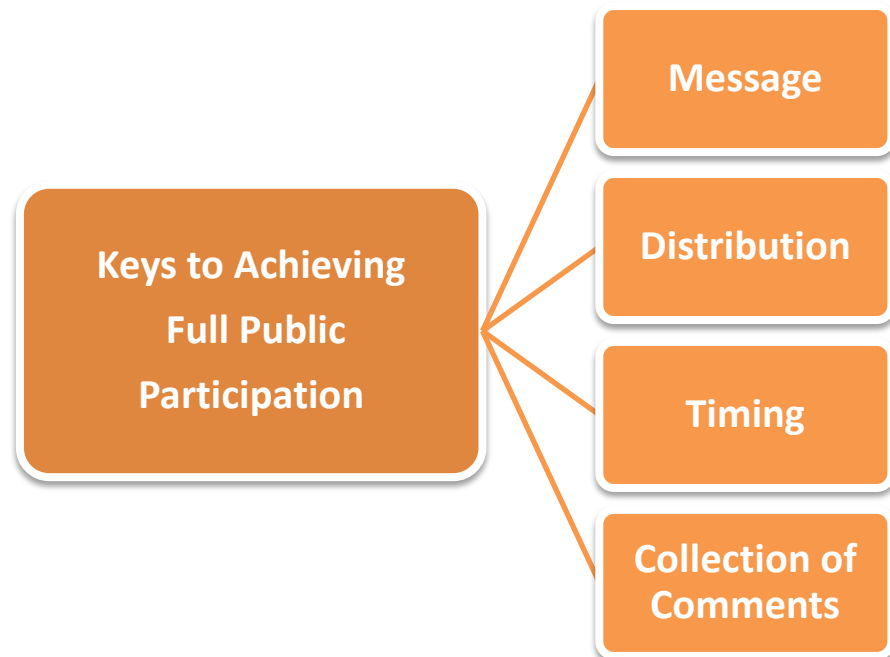 Keys to Achieving
Full Public
Participation
Message
Distribution
Timing
Collection of
Comments